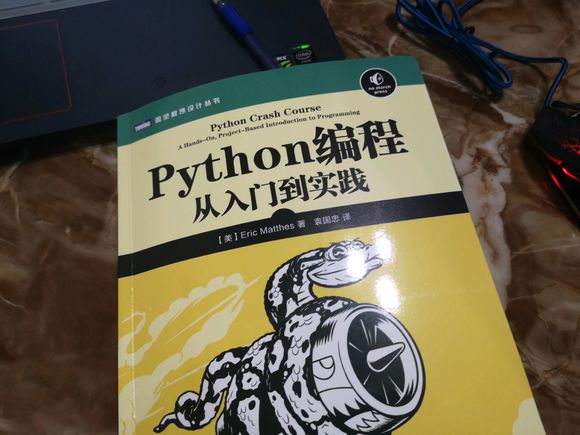 TURING 图灵程序设计丛书
no starch press
Python Crash Course
A Hands-On, Project-Based Introduction to Programming
Python编程
从入门到实践
【美】Eric Matthes 著 袁国忠 译